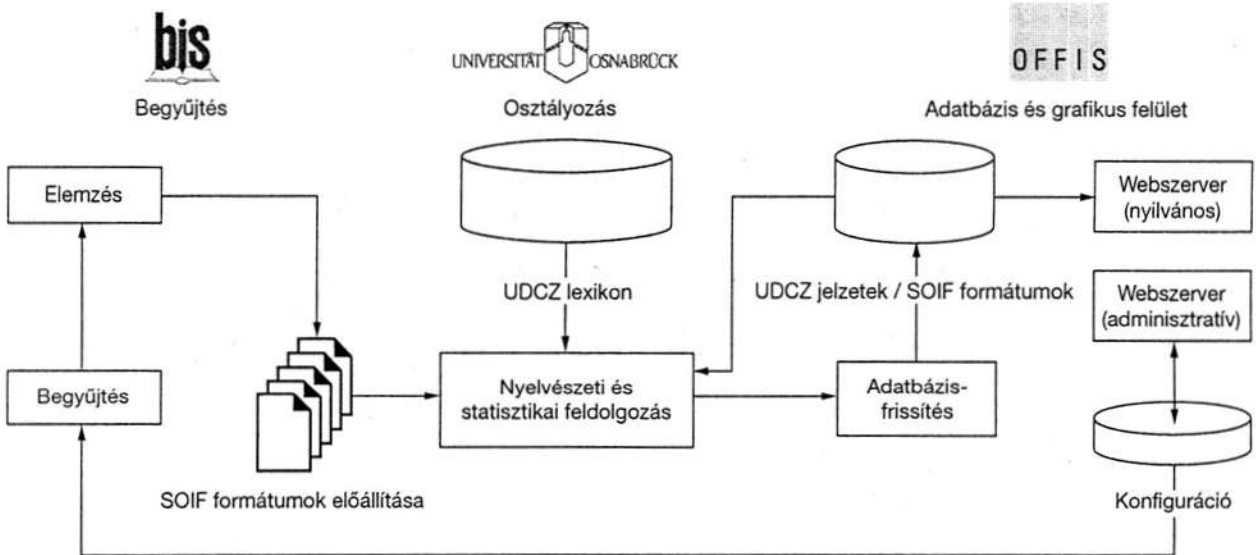 bis
UNIVERSITÄT OSNABRÜCK
OFFIS
Begyűjtés
Osztályozás
Adatbázis és grafikus felület
Elemzés
Webszerver
(nyilvános)
UDCZ lexikon
UDCZ jelzetek / SOIF formátumok
Webszerver
(adminisztratív)
Begyűjtés
Nyelvészeti és
statisztikai feldolgozás
Adatbázis-
frissítés
SOIF formátumok előállítása
Konfiguráció